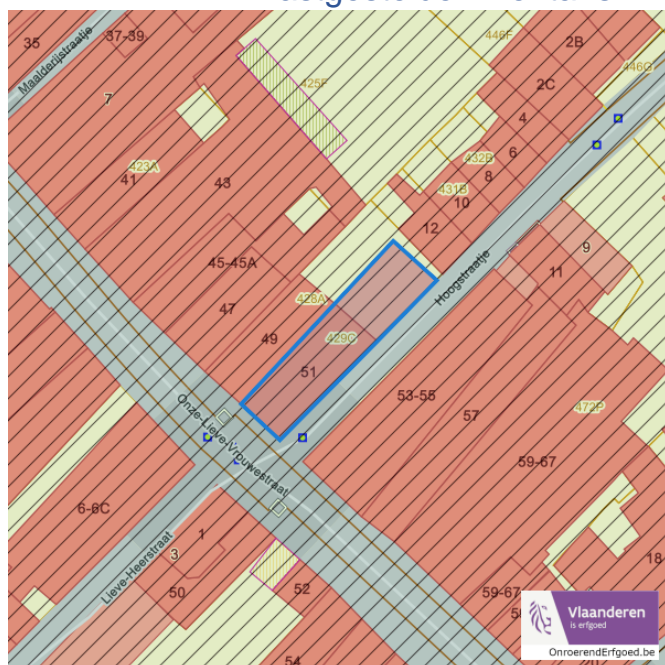 35
37-39
Maalderijstraatje
7
425F
446F
2B
2C
446G
4
6
432B
8
431B
10
12
423A
41
43
45-45A
47
428A
49
429C
51
Hoogstraatje
9
11
53-55
57
472P
59-67
Onze-Lieve-Vrouwestraat
6-6C
1
3
Lieve-Heerstraat
50
52
54
18
59-67
Vlaanderen
is erfgoed
OnroerendErfgoed.be